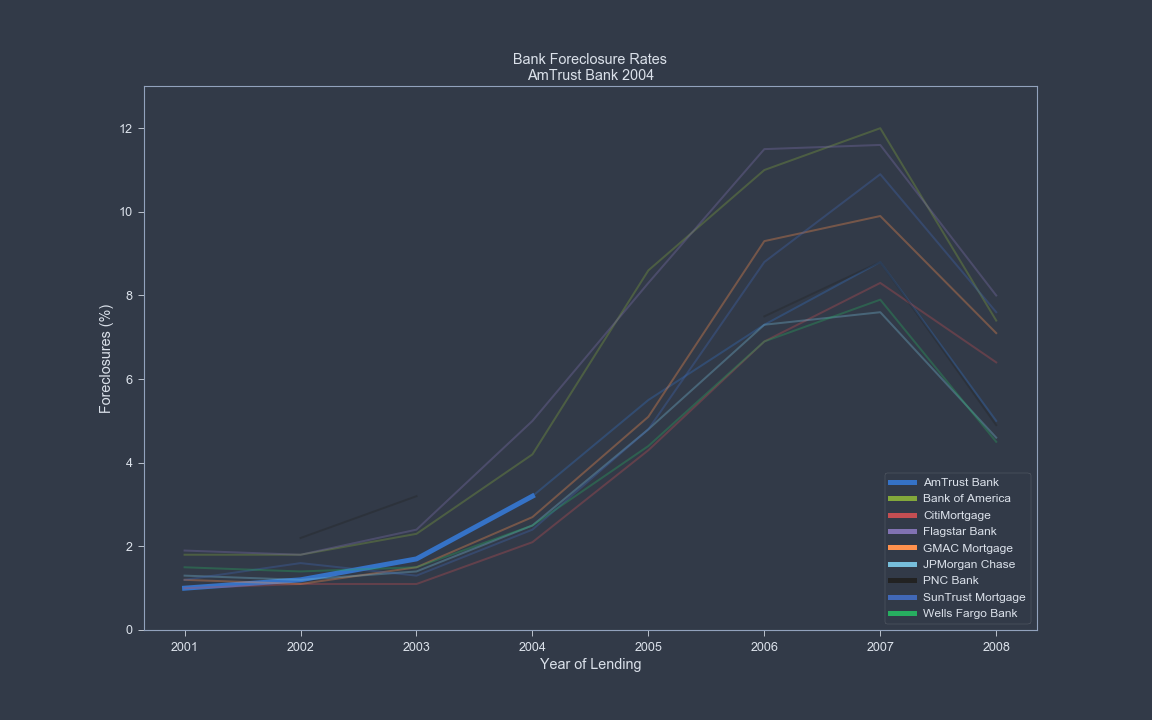 Bank Foreclosure Rates
AmTrust Bank 2004
Foreclosures (%)
12
10
8
6
4
2
0
2001 2002 2003 2004 2005 2006 2007 2008
Year of Lending
AmTrust Bank
Bank of America
CitiMortgage
Flagstar Bank
GMAC Mortgage
JPMorgan Chase
PNC Bank
SunTrust Mortgage
Wells Fargo Bank